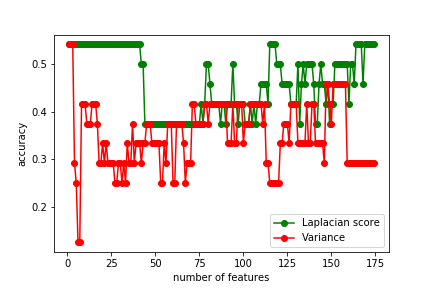 0.5
0.4
0.3
0.2
accuracy
0 25 50 75 100 125 150 175
number of features
Laplacian score
Variance